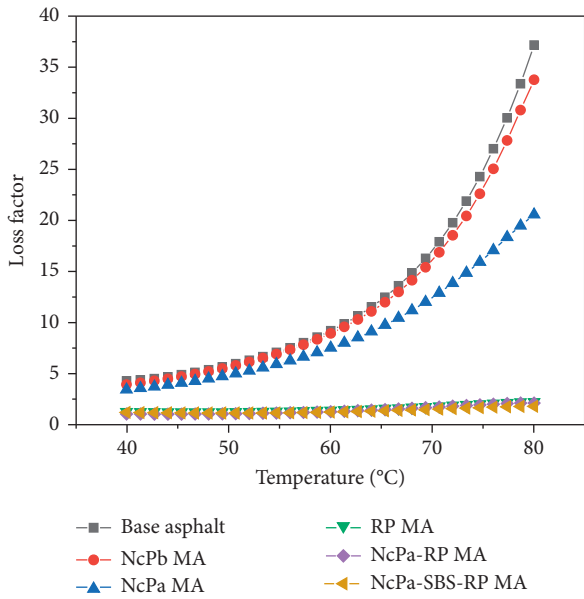 40
35
30
25
20
15
10
5
0
Loss factor
40 50 60 70 80
Temperature (°C)
Base asphalt RP MA
NcPb MA NcPa-RP MA
NcPa MA NcPa-SBS-RP MA